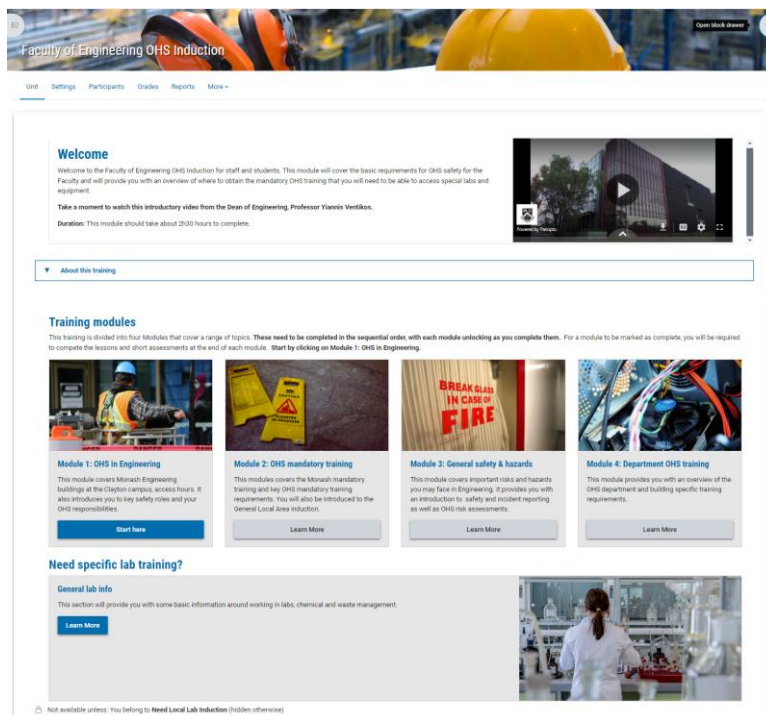 Open block drawer
Faculty of Engineering OHS Induction
Unit Settings Participants Grades Reports More
Welcome
Welcome to the Faculty of Engineering OHS Induction for staff and students. This module will cover the basic requirements for OHS safety for the
Faculty and will provide you with an overview of where to obtain the mandatory OHS training that you will need to be able to access special labs and
equipment.
Take a moment to watch this introductory video from the Dean of Engineering, Professor Yiannis Ventikos.
Duration: This module should take about 2h30 hours to complete.
Powered by Panopto
About this training
Training modules
This training is divided into four Modules that cover a range of topics. These need to be completed in the sequential order, with each module unlocking as you complete them. For a module to be marked as complete, you will be required
to compete the lessons and short assessments at the end of each module. Start by clicking on Module 1: OHS in Engineering.
CAUTION
BREAK GLASS
IN CASE OF
FIRE
Module 1: OHS in Engineering
This module covers Monash Engineering
buildings at the Clayton campus, access hours. It
also introduces you to key safety roles and your
OHS responsibilities.
Start here
Module 2: OHS mandatory training
This modules covers the Monash mandatory
training and key OHS mandatory training
requirements. You will also be introduced to the
General Local Area induction.
Learn More
Module 3: General safety & hazards
This module covers important risks and hazards
you may face in Engineering. It provides you with
an introduction to safety and incident reporting
as well as OHS risk assessments.
Learn More
Module 4: Department OHS training
This module provides you with an overview of the
OHS department and building specific training
requirements.
Learn More
Need specific lab training?
General lab info
This section will provide you with some basic information around working in labs, chemical and waste management.
Learn More
Not available unless: You belong to Need Local Lab Induction (hidden otherwise)